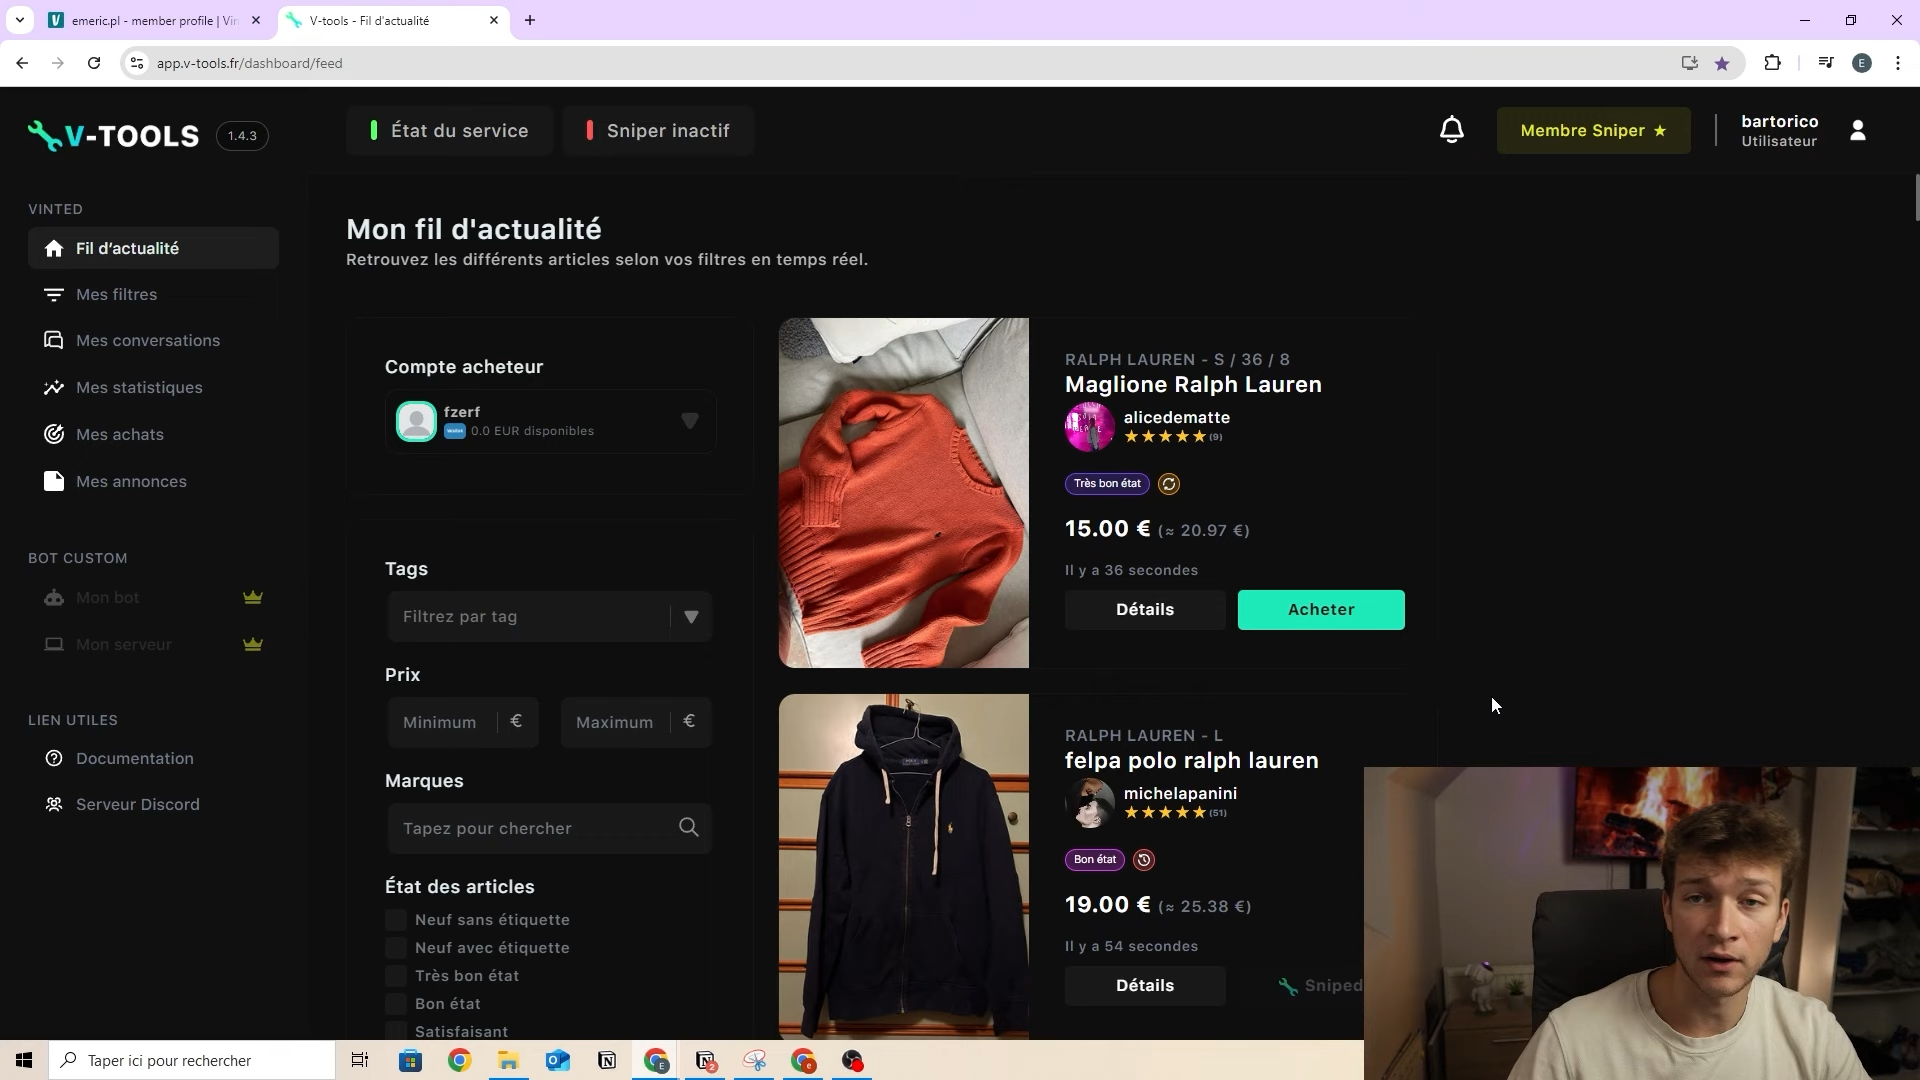 emeric.pl - member profile | Vin
V-tools - Fil d'actualité
app.v-tools.fr/dashboard/feed
E
V-TOOLS
1.4.3
État du service
Sniper inactif
Membre Sniper ★
bartorico
Utilisateur
VINTED
Fil d'actualité
Mes filtres
Mes conversations
Mes statistiques
Mes achats
Mes annonces
BOT CUSTOM
Mon bot
Mon serveur
LIEN UTILES
Documentation
Serveur Discord
Mon fil d'actualité
Retrouvez les différents articles selon vos filtres en temps réel.
Compte acheteur
fzerf
0.0 EUR disponibles
Tags
Filtrez par tag
Prix
Minimum €
Maximum €
Marques
Tapez pour chercher
État des articles
Neuf sans étiquette
Neuf avec étiquette
Très bon état
Bon état
Satisfaisant
RALPH LAUREN - S / 36 / 8
Maglione Ralph Lauren
alicedematte
(9)
Très bon état
15.00 € (≈ 20.97 €)
Il y a 36 secondes
Détails
Acheter
RALPH LAUREN - L
felpa polo ralph lauren
michelapanini
(51)
Bon état
19.00 € (≈ 25.38 €)
Il y a 54 secondes
Détails
Sniped
Taper ici pour rechercher